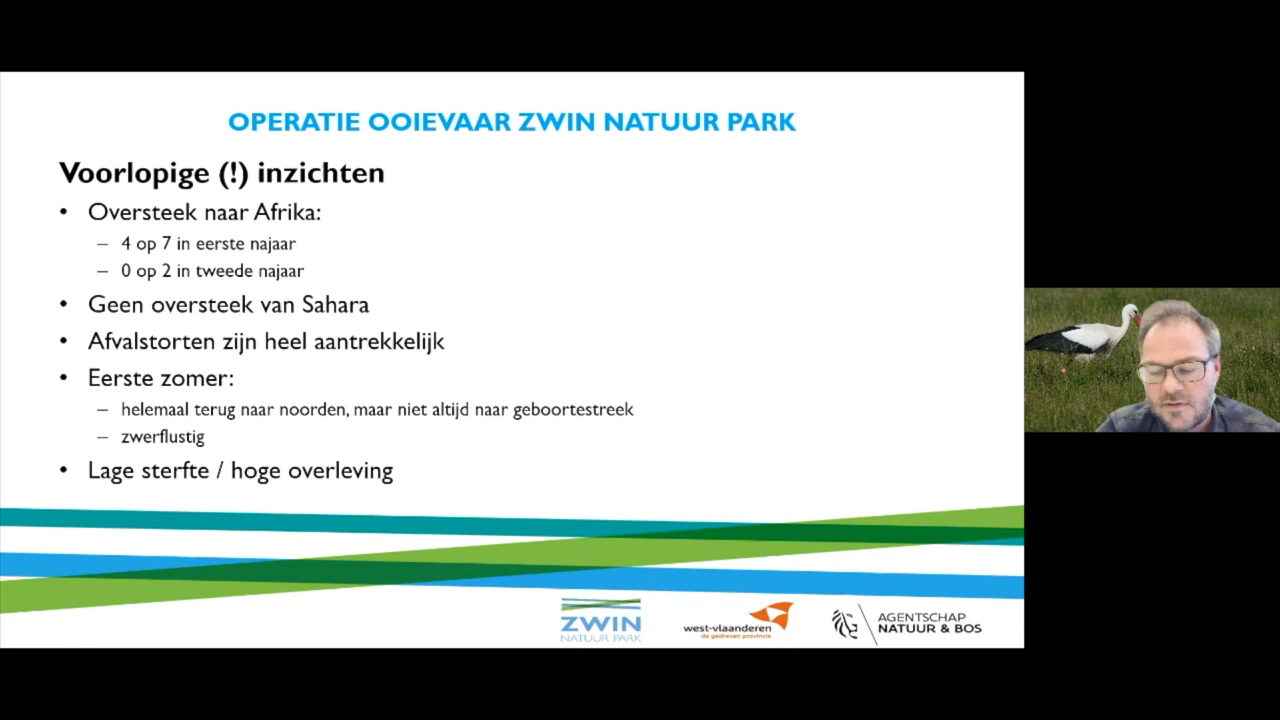 OPERATIE OOIEVAAR ZWIN NATUUR PARK
Voorlopige (!) inzichten
• Oversteek naar Afrika:
– 4 op 7 in eerste najaar
– 0 op 2 in tweede najaar
• Geen oversteek van Sahara
• Afvalstorten zijn heel aantrekkelijk
• Eerste zomer:
– helemaal terug naar noorden, maar niet altijd naar geboortestreek
– zwerflustig
• Lage sterfte / hoge overleving
ZWIN
NATUUR PARK
west-vlaanderen
de gedreven provincie
AGENTSCHAP
NATUUR & BOS